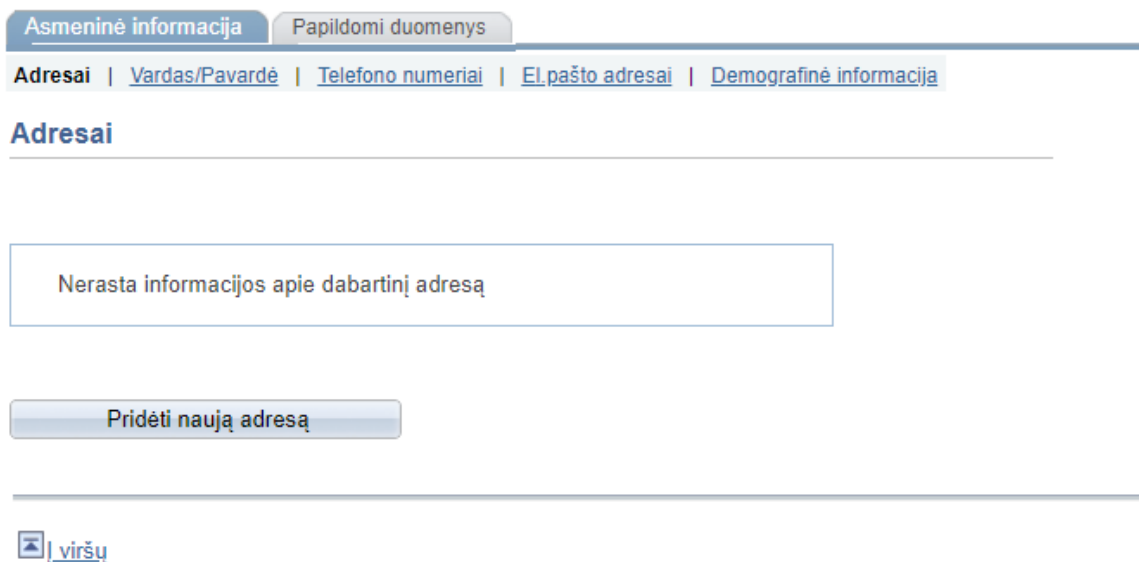 Asmeninė informacija Papildomi duomenys
Adresai | Vardas/Pavardė | Telefono numeriai | El.pašto adresai | Demografinė informacija
Adresai
Nerasta informacijos apie dabartinį adresą
Pridėti naują adresą
Į viršų